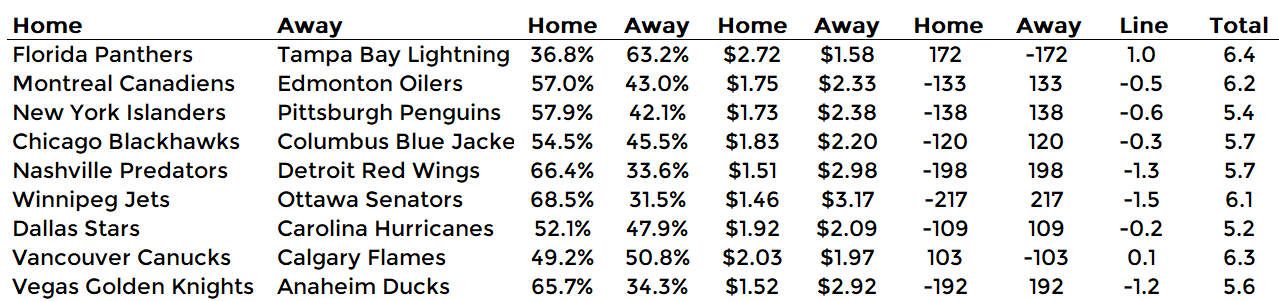 Home Away Home Away Home Away Home Away Line Total
Florida Panthers Tampa Bay Lightning 36.8% 63.2% $2.72 $1.58 172 -172 1.0 6.4
Montreal Canadiens Edmonton Oilers 57.0% 43.0% $1.75 $2.33 -133 133 -0.5 6.2
New York Islanders Pittsburgh Penguins 57.9% 42.1% $1.73 $2.38 -138 138 -0.6 5.4
Chicago Blackhawks Columbus Blue Jacke 54.5% 45.5% $1.83 $2.20 -120 120 -0.3 5.7
Nashville Predators Detroit Red Wings 66.4% 33.6% $1.51 $2.98 -198 198 -1.3 5.7
Winnipeg Jets Ottawa Senators 68.5% 31.5% $1.46 $3.17 -217 217 -1.5 6.1
Dallas Stars Carolina Hurricanes 52.1% 47.9% $1.92 $2.09 -109 109 -0.2 5.2
Vancouver Canucks Calgary Flames 49.2% 50.8% $2.03 $1.97 103 -103 0.1 6.3
Vegas Golden Knights Anaheim Ducks 65.7% 34.3% $1.52 $2.92 -192 192 -1.2 5.6